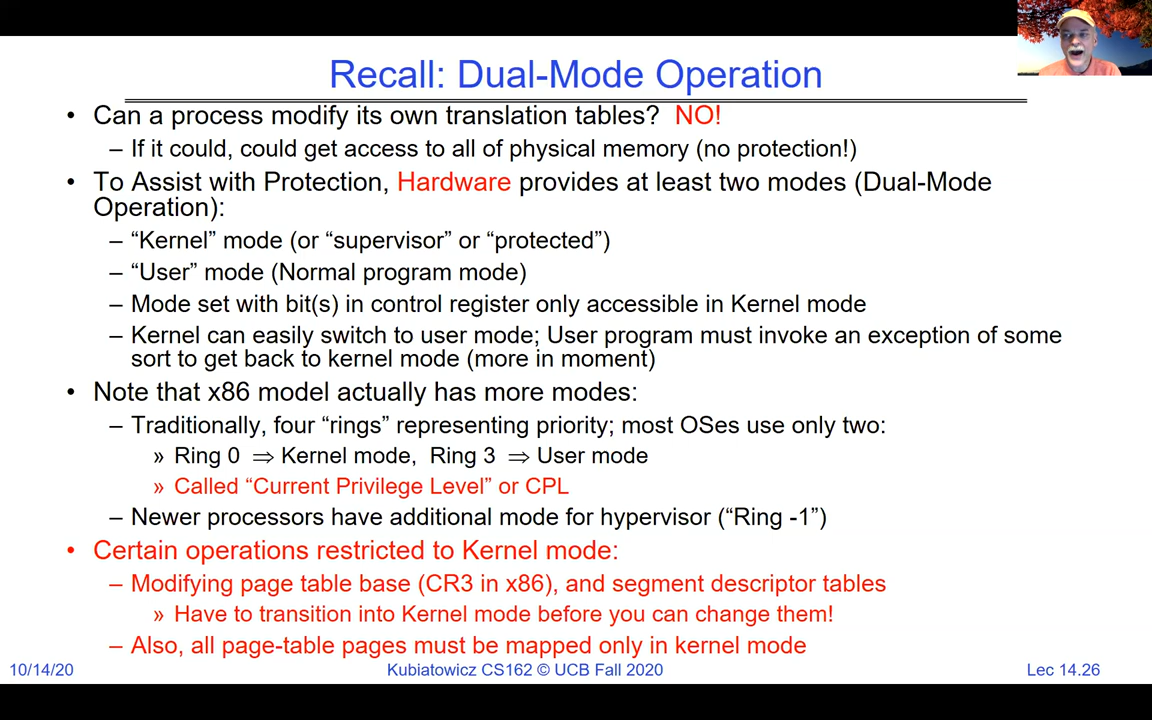 Recall: Dual-Mode Operation
• Can a process modify its own translation tables? NO!
– If it could, could get access to all of physical memory (no protection!)
• To Assist with Protection, Hardware provides at least two modes (Dual-Mode
Operation):
– “Kernel” mode (or “supervisor” or “protected”)
– “User” mode (Normal program mode)
– Mode set with bit(s) in control register only accessible in Kernel mode
– Kernel can easily switch to user mode; User program must invoke an exception of some
sort to get back to kernel mode (more in moment)
• Note that x86 model actually has more modes:
– Traditionally, four “rings” representing priority; most OSes use only two:
» Ring 0 ⇒ Kernel mode, Ring 3 ⇒ User mode
» Called “Current Privilege Level” or CPL
– Newer processors have additional mode for hypervisor (“Ring -1”)
• Certain operations restricted to Kernel mode:
– Modifying page table base (CR3 in x86), and segment descriptor tables
» Have to transition into Kernel mode before you can change them!
– Also, all page-table pages must be mapped only in kernel mode
10/14/20 Kubiatowicz CS162 © UCB Fall 2020 Lec 14.26